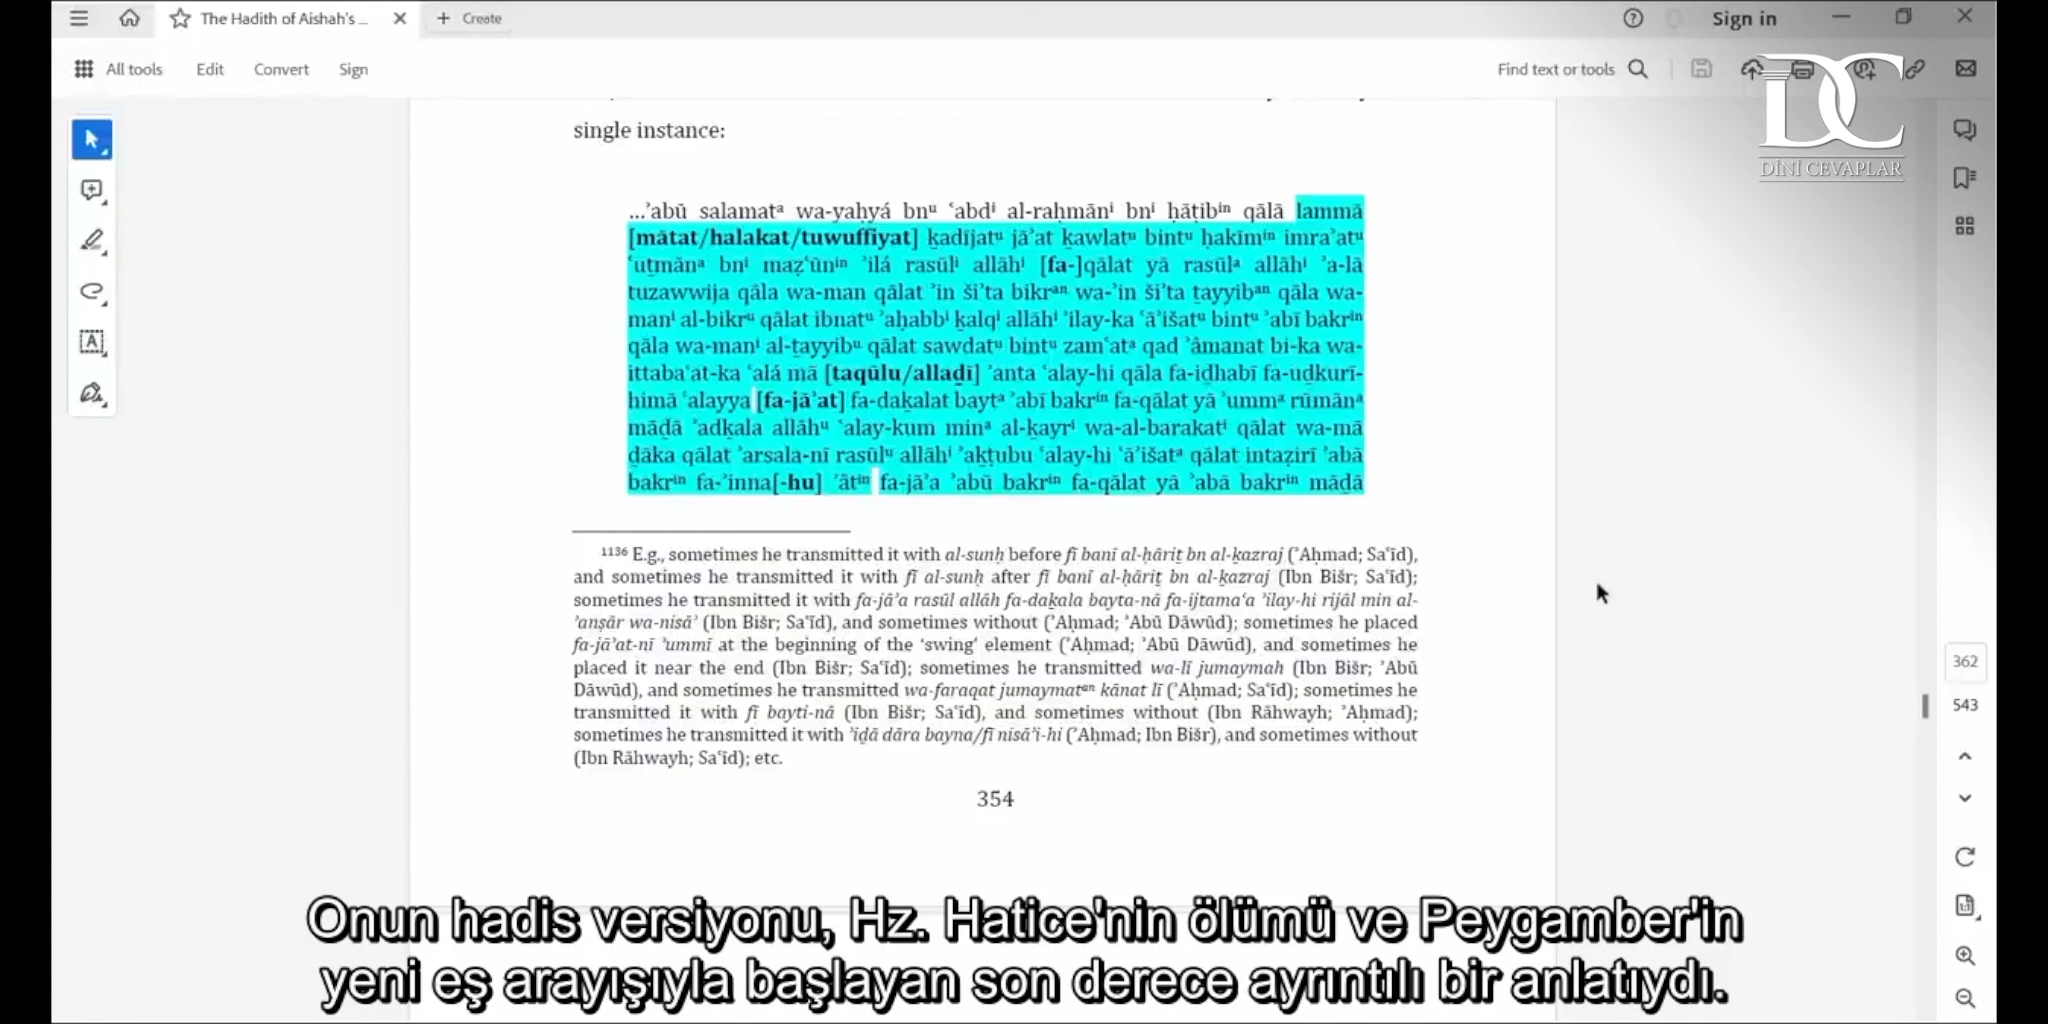 The Hadith of Aishah's ...
Create
Sign in
All tools
Edit
Convert
Sign
Find text or tools
DC
DİNİ CEVAPLAR
single instance:
...ʾabū salamatᵃ wa-yaḥyá bnᵘ ʿabdⁱ al-raḥmānⁱ bnⁱ ḥāṭibⁱⁿ qālā lammā
[mātat/halakat/tuwuffiyat] ḵadījatᵘ jāʾat ḵawlatᵘ bintᵘ ḥakīmⁱⁿ imraʾatᵘ
ʿuṯmānᵃ bnⁱ maẓʿūnⁱⁿ ʾilá rasūlⁱ allāhⁱ [fa-]qālat yā rasūlᵃ allāhⁱ ʾa-lā
tuzawwija qāla wa-man qālat ʾin šiʾta bikrᵃⁿ wa-ʾin šiʾta ṯayyibᵃⁿ qāla wa-
manⁱ al-bikrᵘ qālat ibnatᵘ ʾaḥabbⁱ ḵalqⁱ allāhⁱ ʾilay-ka ʿāʾišatᵘ bintᵘ ʾabī bakrⁱⁿ
qāla wa-manⁱ al-ṯayyibᵘ qālat sawdatᵘ bintᵘ zamʿatᵃ qad ʾâmanat bi-ka wa-
ittabaʿat-ka ʿalá mā [taqūlu/allaḏī] ʾanta ʿalay-hi qāla fa-iḏhabī fa-uḏkurī-
himā ʿalayya [fa-jāʾat] fa-daḵalat baytᵃ ʾabī bakrⁱⁿ fa-qālat yā ʾummᵃ rūmānᵃ
māḏā ʾadḵala allāhᵘ ʿalay-kum minᵃ al-ḵayrⁱ wa-al-barakatⁱ qālat wa-mā
ḏāka qālat ʾarsala-nī rasūlᵘ allāhⁱ ʾaḵṭubu ʿalay-hi ʿāʾišatᵃ qālat intaẓirī ʾabā
bakrⁱⁿ fa-ʾinna[-hu] ʾâtⁱⁿ fa-jāʾa ʾabū bakrⁱⁿ fa-qālat yā ʾabā bakrⁱⁿ māḏā
1136 E.g., sometimes he transmitted it with al-sunḥ before fī banī al-ḥāriṯ bn al-ḵazraj (ʾAḥmad; Saʿīd),
and sometimes he transmitted it with fī al-sunḥ after fī banī al-ḥāriṯ bn al-ḵazraj (Ibn Bišr; Saʿīd);
sometimes he transmitted it with fa-jāʾa rasūl allāh fa-daḵala bayta-nā fa-ijtamaʿa ʾilay-hi rijāl min al-
ʾanṣār wa-nisāʾ (Ibn Bišr; Saʿīd), and sometimes without (ʾAḥmad; ʾAbū Dāwūd); sometimes he placed
fa-jāʾat-nī ʾummī at the beginning of the ‘swing’ element (ʾAḥmad; ʾAbū Dāwūd), and sometimes he
placed it near the end (Ibn Bišr; Saʿīd); sometimes he transmitted wa-lī jumaymah (Ibn Bišr; ʾAbū
Dāwūd), and sometimes he transmitted wa-faraqat jumaymatᵃⁿ kānat lī (ʾAḥmad; Saʿīd); sometimes he
transmitted it with fī bayti-nā (Ibn Bišr; Saʿīd), and sometimes without (Ibn Rāhwayh; ʾAḥmad);
sometimes he transmitted it with ʾiḏā dāra bayna/fī nisāʾi-hi (ʾAḥmad; Ibn Bišr), and sometimes without
(Ibn Rāhwayh; Saʿīd); etc.
354
362
543
Onun hadis versiyonu, Hz. Hatice'nin ölümü ve Peygamber'in
yeni eş arayışıyla başlayan son derece ayrıntılı bir anlatıydı.